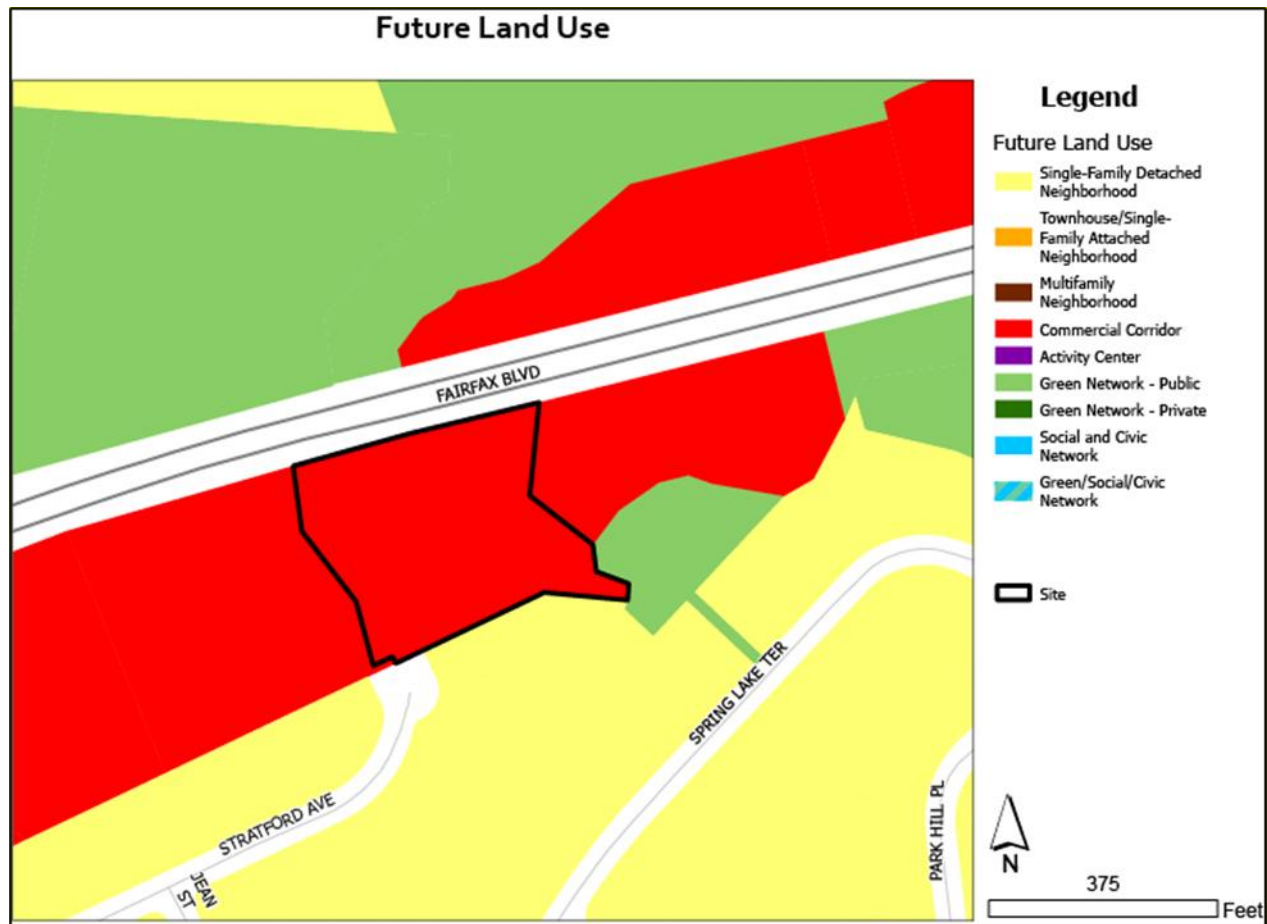 Future Land Use
Legend
Future Land Use
Single-Family Detached
Neighborhood
Townhouse/Single-
Family Attached
Neighborhood
Multifamily
Neighborhood
Commercial Corridor
Activity Center
Green Network - Public
Green Network - Private
Social and Civic
Network
Green/Social/Civic
Network
Site
FAIRFAX BLVD
SPRING LAKE TER
STRATFORD AVE
JEAN
ST
PARK HILL PL
N
375
Feet